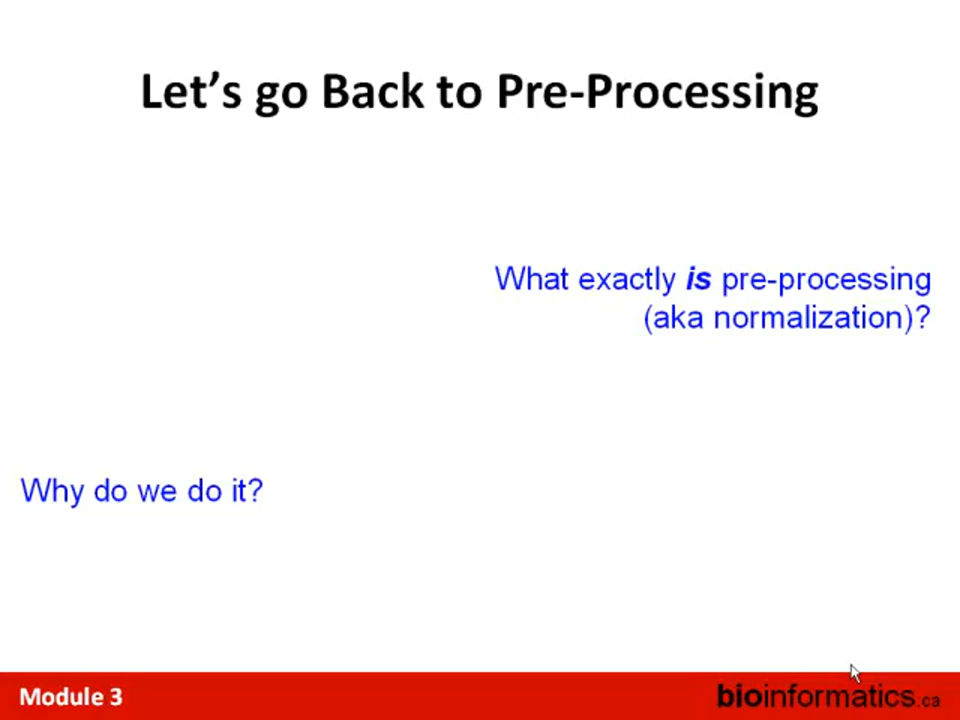 Let's go Back to Pre-Processing
What exactly is pre-processing
(aka normalization)?
Why do we do it?
Module 3
bioinformatics.ca